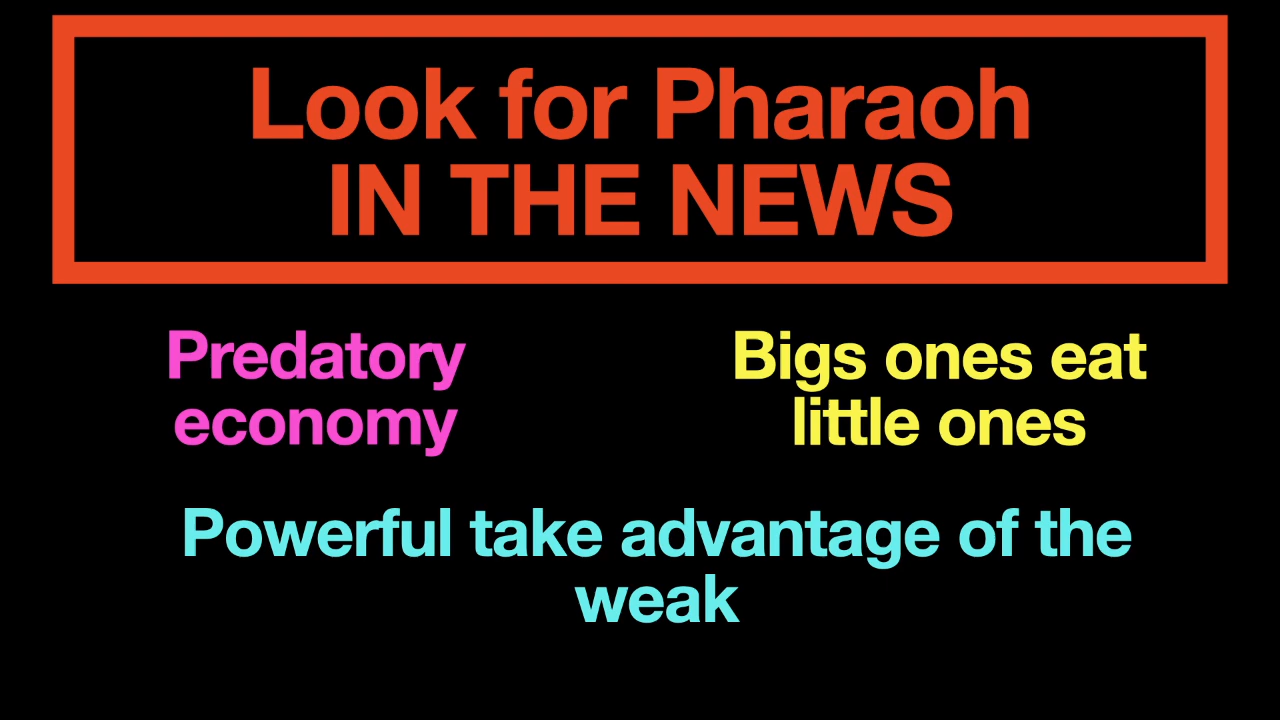 Look for Pharaoh
IN THE NEWS
Predatory
economy
Bigs ones eat
little ones
Powerful take advantage of the
weak